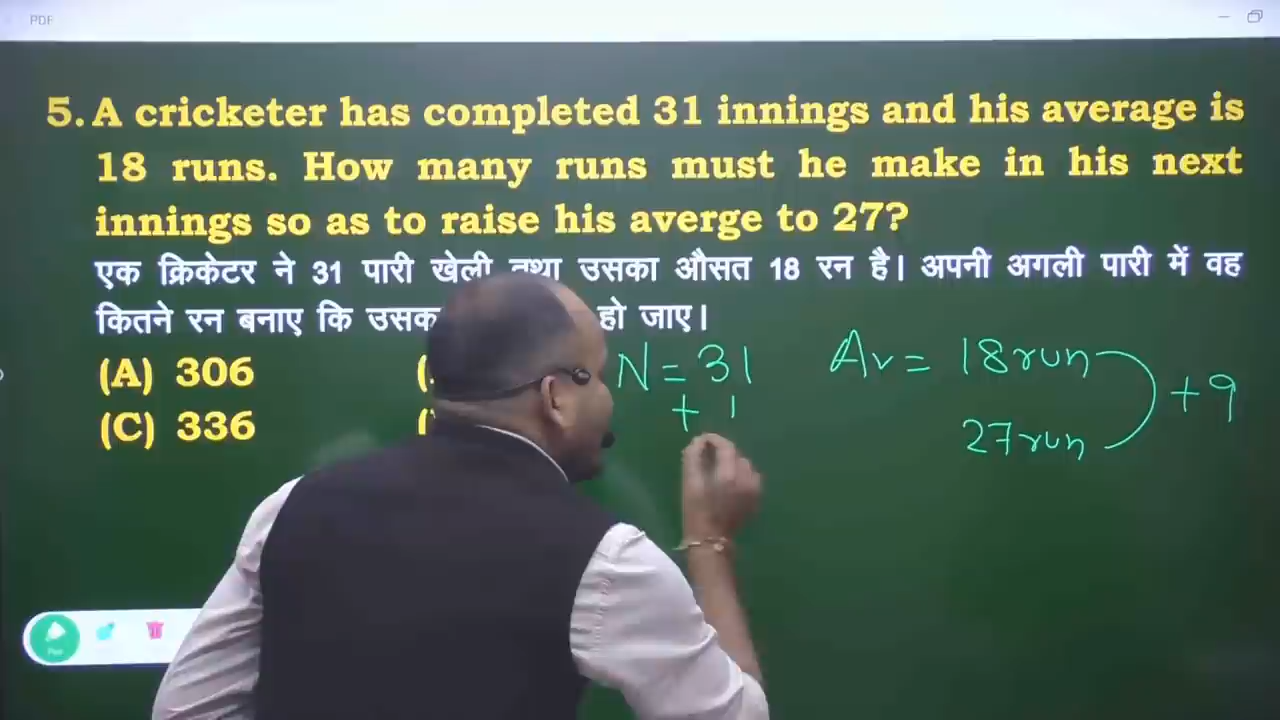 PDF
5. A cricketer has completed 31 innings and his average is
18 runs. How many runs must he make in his next
innings so as to raise his averge to 27?
एक क्रिकेटर ने 31 पारी खेली तथा उसका औसत 18 रन है। अपनी अगली पारी में वह
कितने रन बनाए कि हो जाए।
(A) 306
(C) 336
N = 31
+ 1
Av = 18 run
27 run
+ 9
Pen